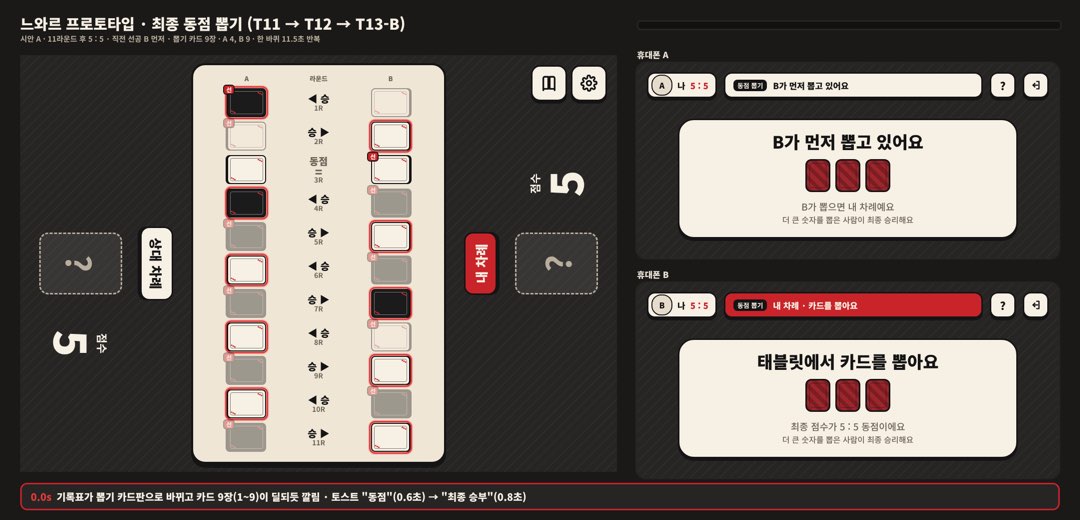 느와르 프로토타입 · 최종 동점 뽑기 (T11 → T12 → T13-B)
시안 A · 11라운드 후 5 : 5 · 직전 선공 B 먼저 · 뽑기 카드 9장 · A 4, B 9 · 한 바퀴 11.5초 반복
A 라운드 B
선 ◀ 승
1R
선 승 ▶
2R
동점 선
=
3R
◀ 승 선
4R
선 승 ▶
5R
◀ 승 선
6R
선 승 ▶
7R
◀ 승 선
8R
선 승 ▶
9R
◀ 승 선
10R
선 승 ▶
11R
?
상대 차례
5
점수
점수
5
내 차례
?
휴대폰 A
A 나 5 : 5 동점 뽑기 B가 먼저 뽑고 있어요 ?
B가 먼저 뽑고 있어요
B가 뽑으면 내 차례예요
더 큰 숫자를 뽑은 사람이 최종 승리해요
휴대폰 B
B 나 5 : 5 동점 뽑기 내 차례 · 카드를 뽑아요 ?
태블릿에서 카드를 뽑아요
최종 점수가 5 : 5 동점이에요
더 큰 숫자를 뽑은 사람이 최종 승리해요
0.0s 기록표가 뽑기 카드판으로 바뀌고 카드 9장(1~9)이 딜되듯 깔림 · 토스트 "동점"(0.6초) → "최종 승부"(0.8초)